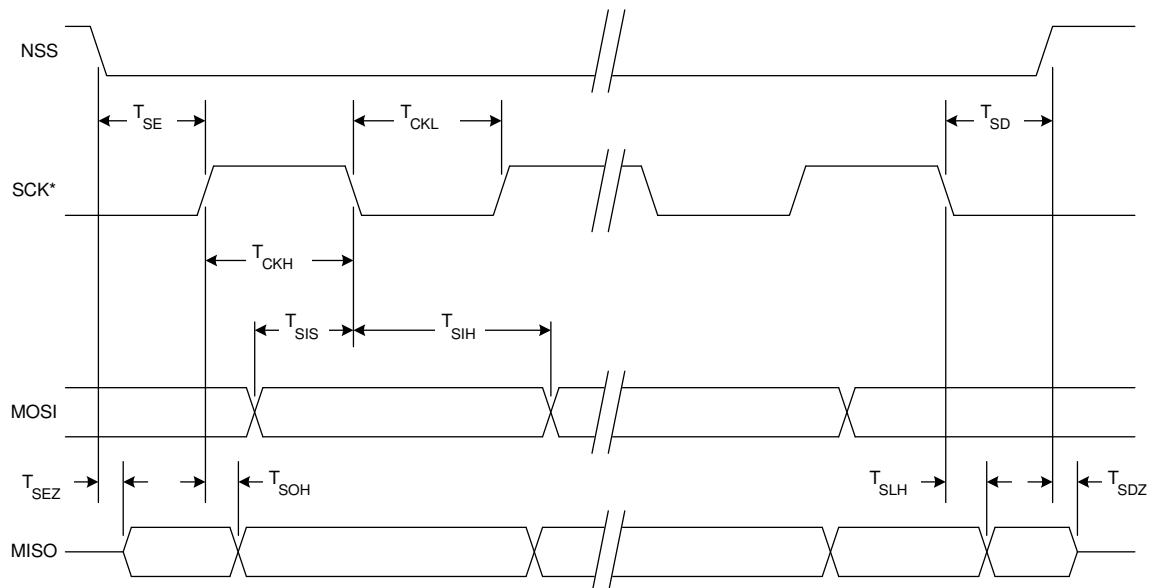 NSS
T_SE
T_CKL
T_SD
SCK*
T_CKH
T_SIS
T_SIH
MOSI
T_SEZ
T_SOH
T_SLH
T_SDZ
MISO